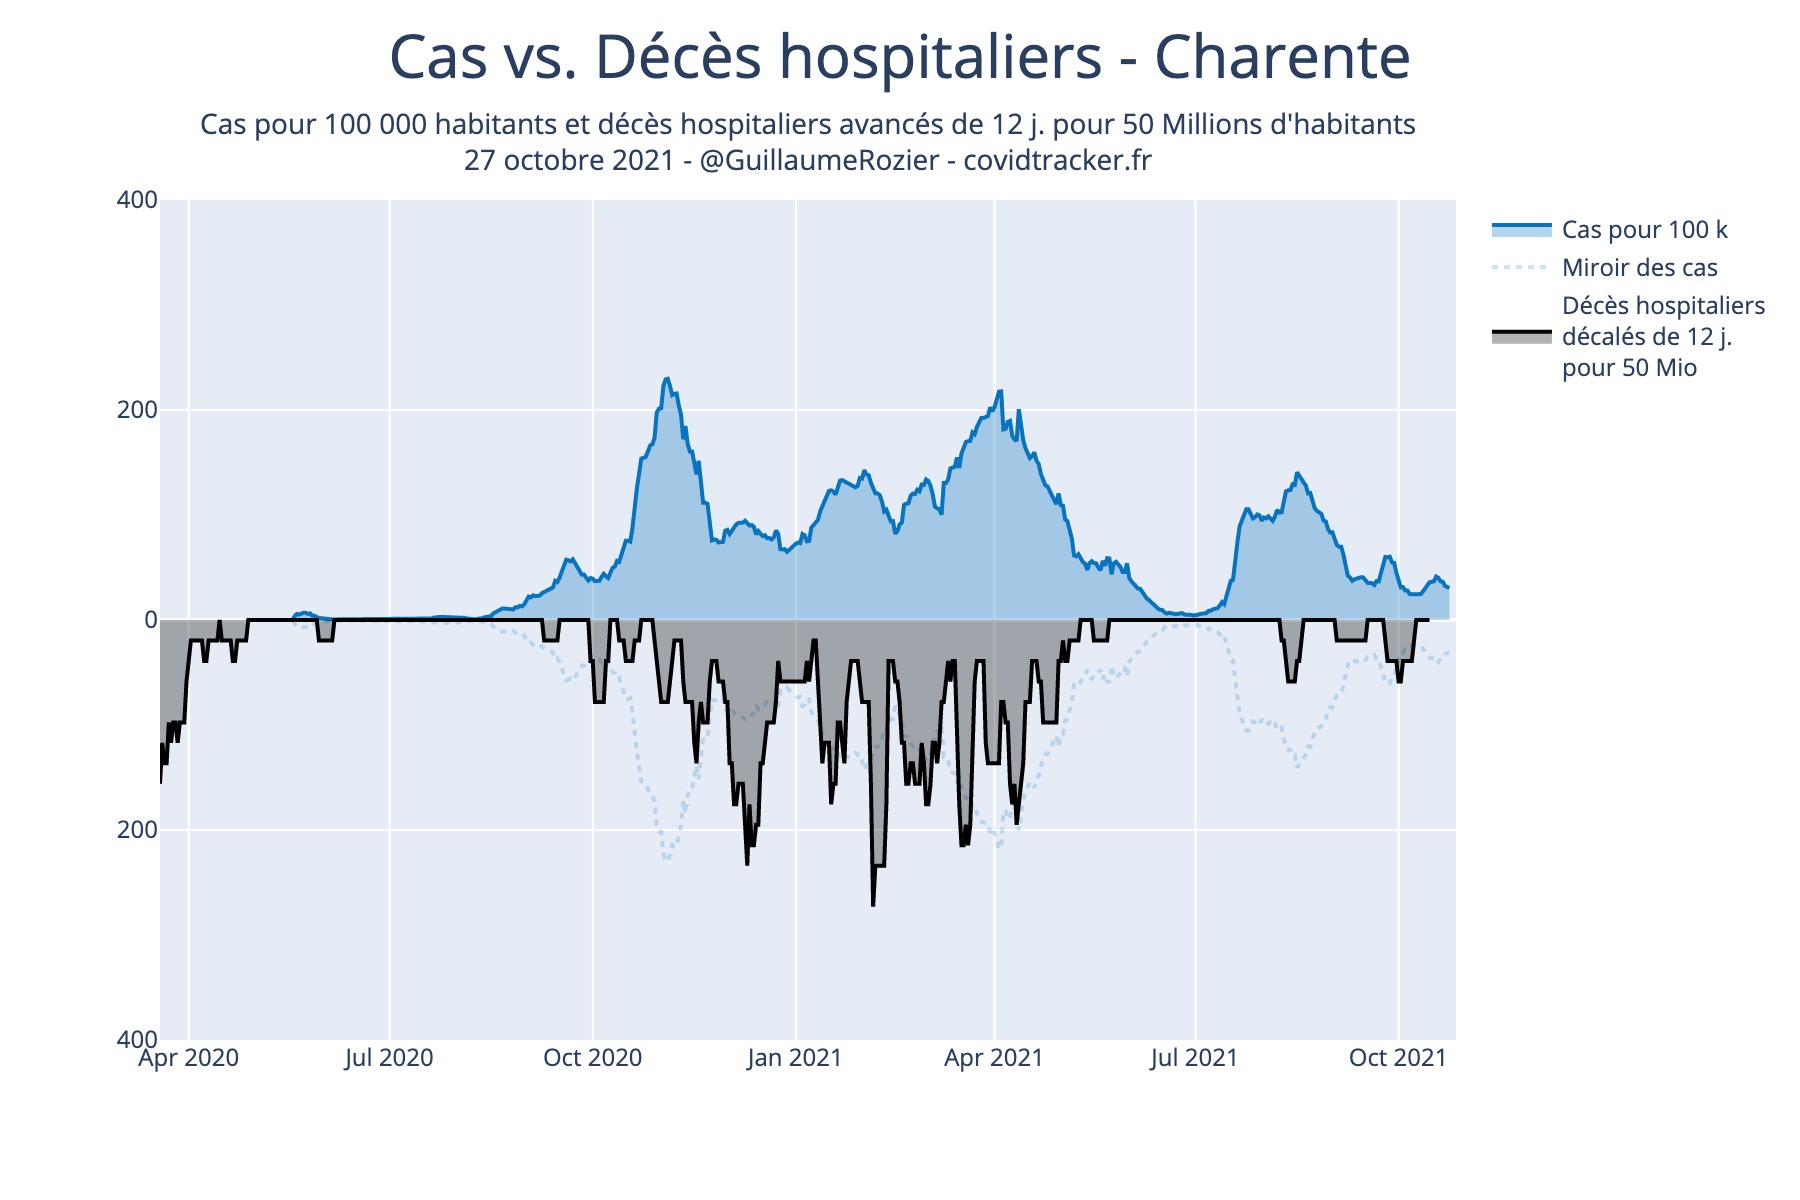 Cas vs. Décès hospitaliers - Charente
Cas pour 100 000 habitants et décès hospitaliers avancés de 12 j. pour 50 Millions d'habitants
27 octobre 2021 - @GuillaumeRozier - covidtracker.fr
400
200
0
200
400
Apr 2020
Jul 2020
Oct 2020
Jan 2021
Apr 2021
Jul 2021
Oct 2021
Cas pour 100 k
Miroir des cas
Décès hospitaliers
décalés de 12 j.
pour 50 Mio